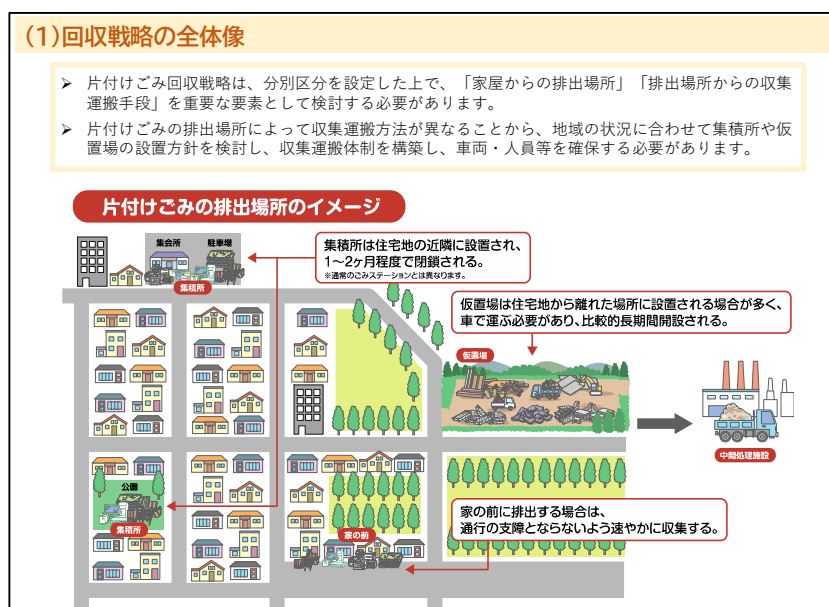 (1)回収戦略の全体像
➢ 片付けごみ回収戦略は、分別区分を設定した上で、「家屋からの排出場所」「排出場所からの収集
運搬手段」を重要な要素として検討する必要があります。
➢ 片付けごみの排出場所によって収集運搬方法が異なることから、地域の状況に合わせて集積所や仮
置場の設置方針を検討し、収集運搬体制を構築し、車両・人員等を確保する必要があります。
片付けごみの排出場所のイメージ
集会所
駐車場
集積所
集積所は住宅地の近隣に設置され、
1~2ヶ月程度で閉鎖される。
※通常のごみステーションとは異なります。
仮置場は住宅地から離れた場所に設置される場合が多く、
車で運ぶ必要があり、比較的長期間開設される。
仮置場
中間処理施設
公園
集積所
家の前
家の前に排出する場合は、
通行の支障とならないよう速やかに収集する。